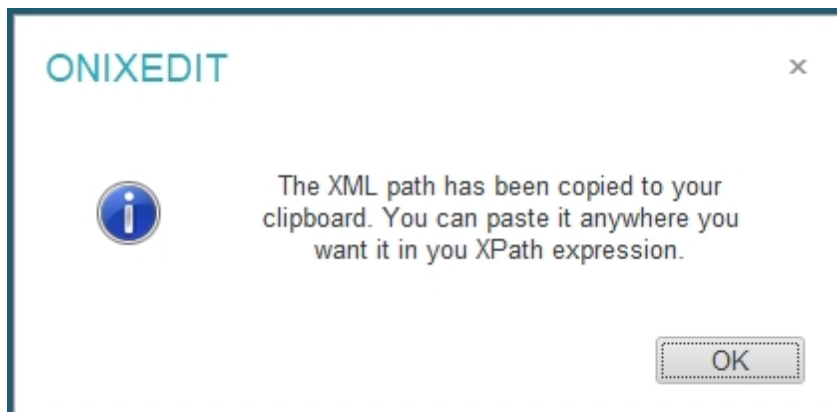 ONIXEDIT
The XML path has been copied to your
clipboard. You can paste it anywhere you
want it in you XPath expression.
OK